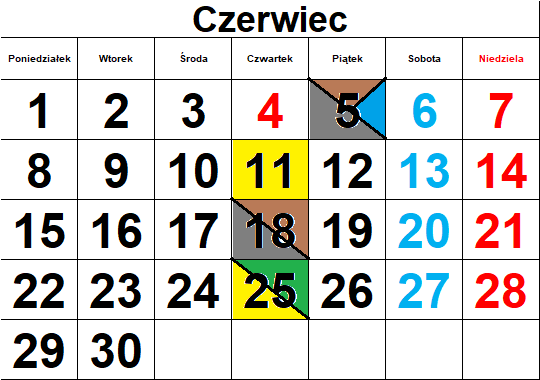 Czerwiec
Poniedziałek Wtorek Środa Czwartek Piątek Sobota Niedziela
1 2 3 4 5 6 7
8 9 10 11 12 13 14
15 16 17 18 19 20 21
22 23 24 25 26 27 28
29 30